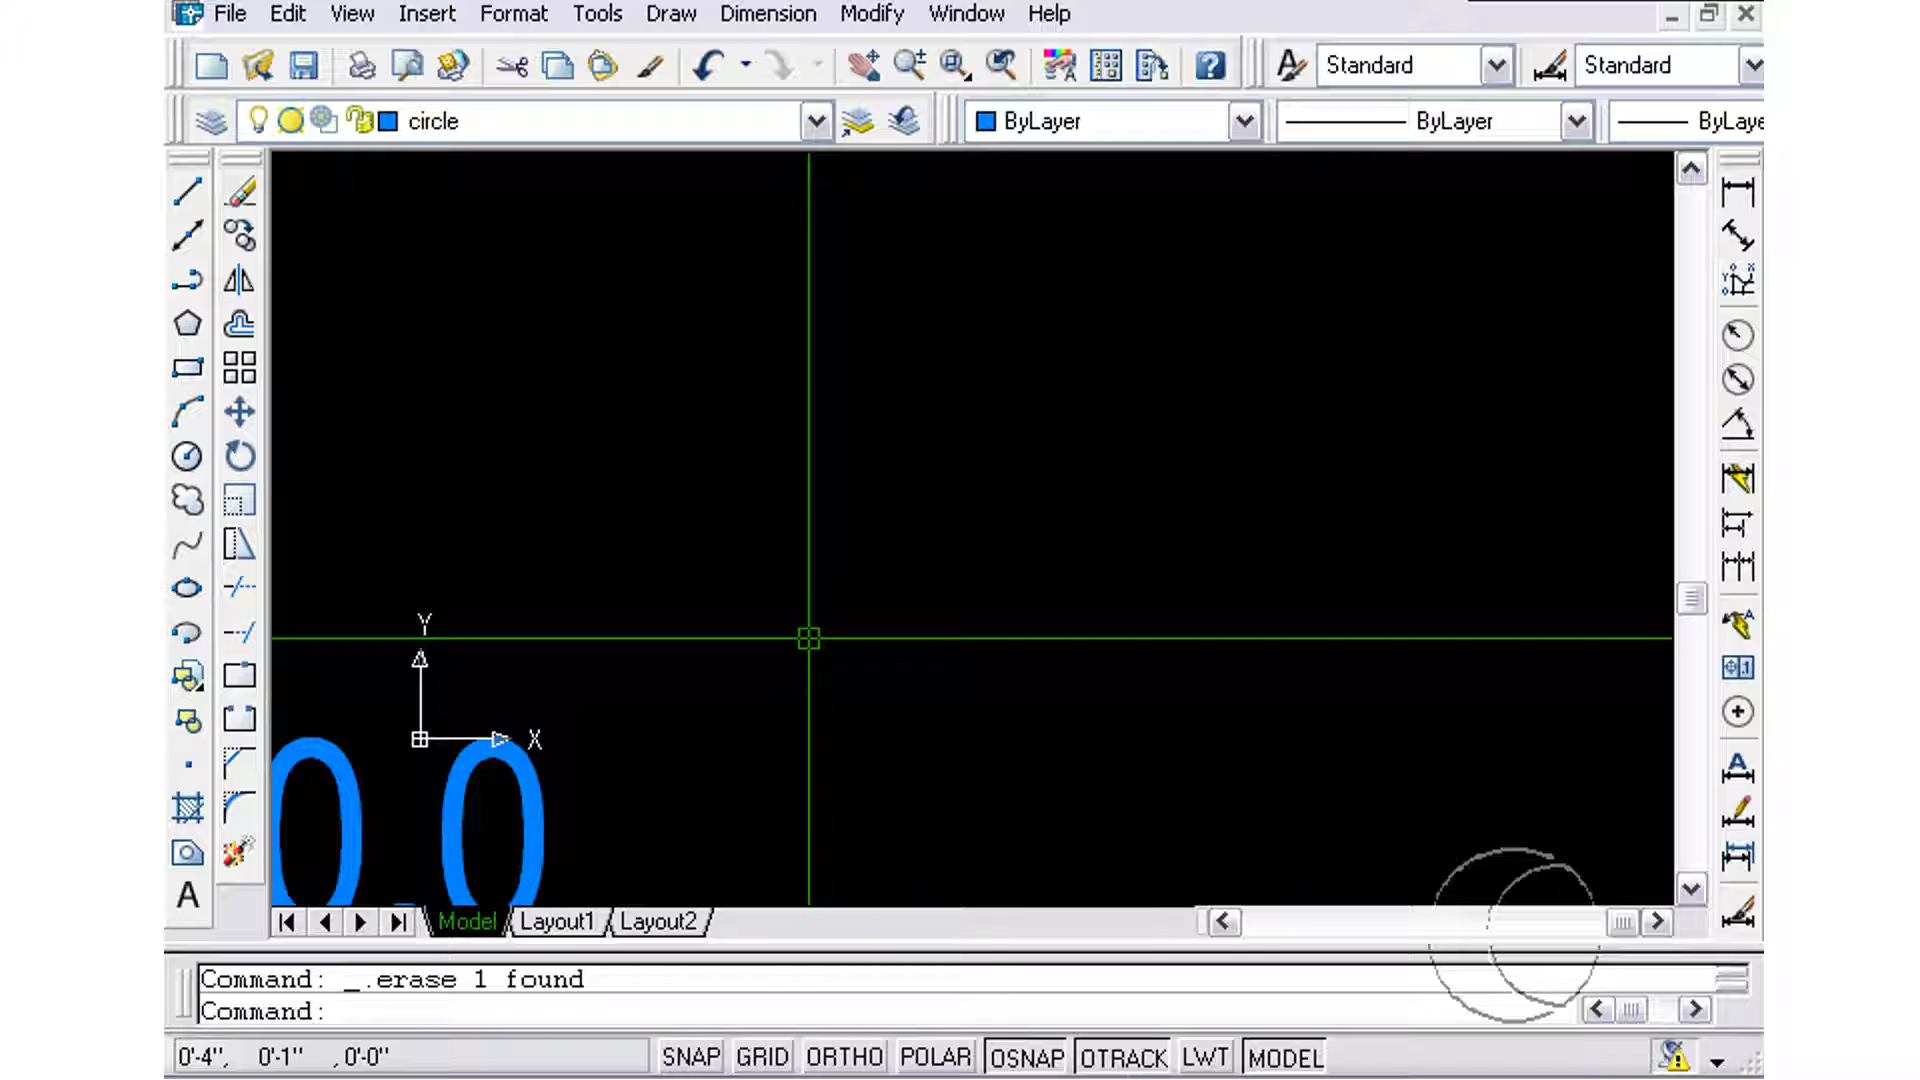 File Edit View Insert Format Tools Draw Dimension Modify Window Help
Standard Standard
circle ByLayer ByLayer ByLaye
Y
X
0,0
Model Layout1 Layout2
Command: _.erase 1 found
Command:
0'-4", 0'-1" , 0'-0" SNAP GRID ORTHO POLAR OSNAP OTRACK LWT MODEL
A